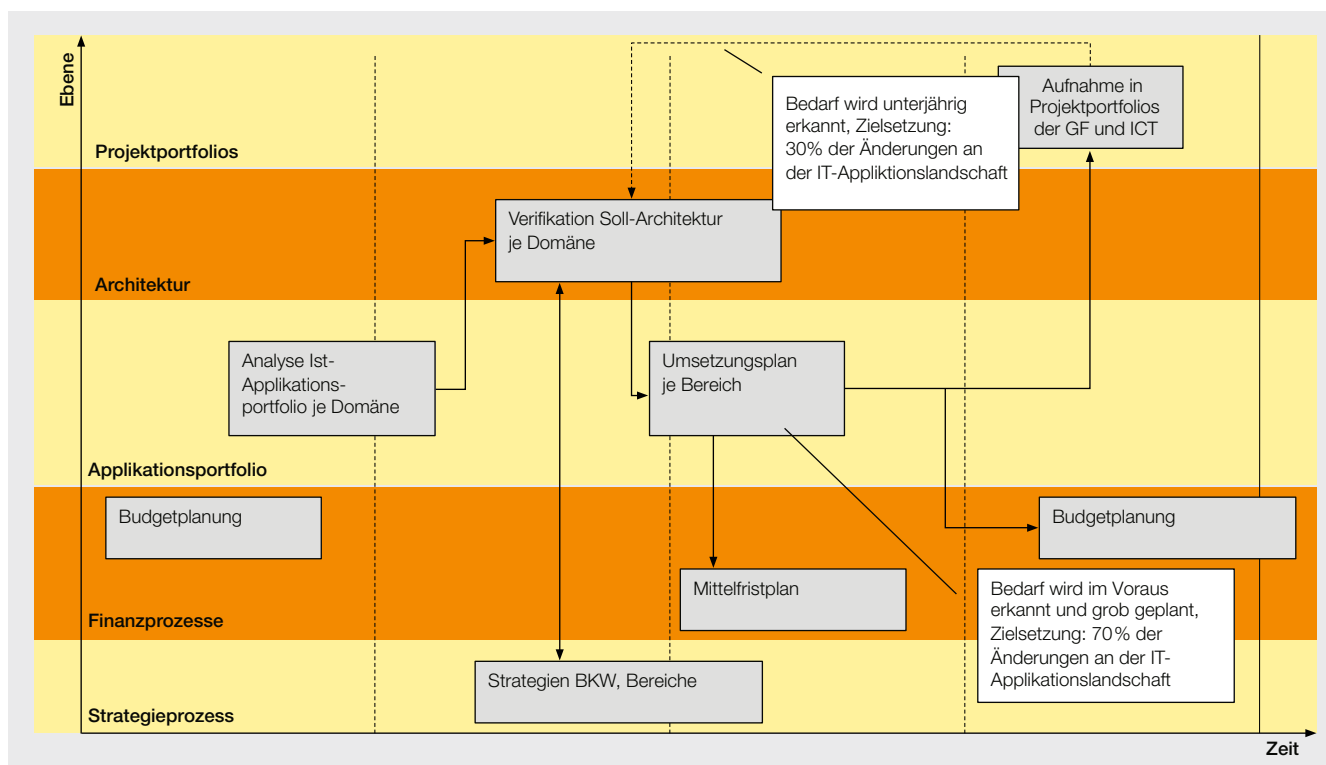 Ebene
Aufnahme in
Projektportfolios
der GF und ICT
Bedarf wird unterjährig
erkannt, Zielsetzung:
30% der Änderungen an
der IT-Appliktionslandschaft
Projektportfolios
Verifikation Soll-Architektur
je Domäne
Architektur
Analyse Ist-
Applikations-
portfolio je Domäne
Umsetzungsplan
je Bereich
Applikationsportfolio
Budgetplanung
Budgetplanung
Mittelfristplan
Bedarf wird im Voraus
erkannt und grob geplant,
Zielsetzung: 70% der
Änderungen an der IT-
Applikationslandschaft
Finanzprozesse
Strategien BKW, Bereiche
Strategieprozess
Zeit